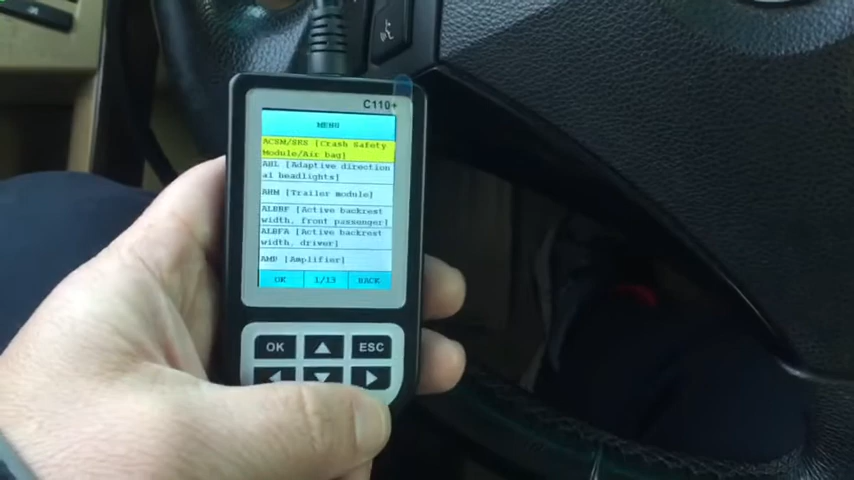 C110+
MENU
ACSM/SRS [Crash Safety
Module/Air bag]
AHL [Adaptive direction
al headlights]
AHM [Trailer module]
ALBBF [Active backrest
width, front passenger]
ALBFA [Active backrest
width, driver]
AMP [Amplifier]
OK 1/13 BACK
OK ESC